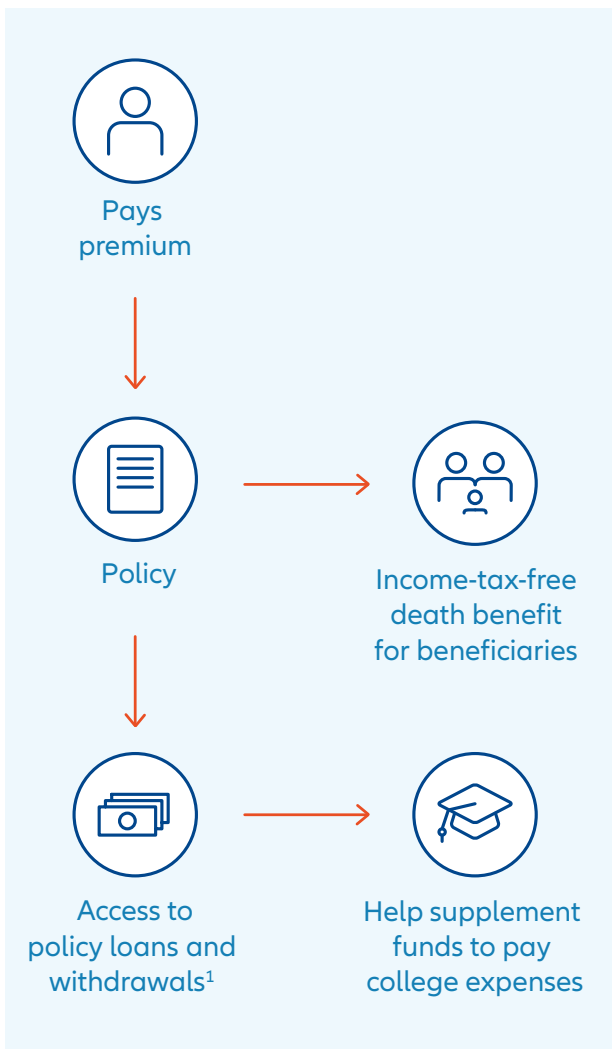 Pays
premium
Policy
Income-tax-free
death benefit
for beneficiaries
Access to
policy loans and
withdrawals¹
Help supplement
funds to pay
college expenses